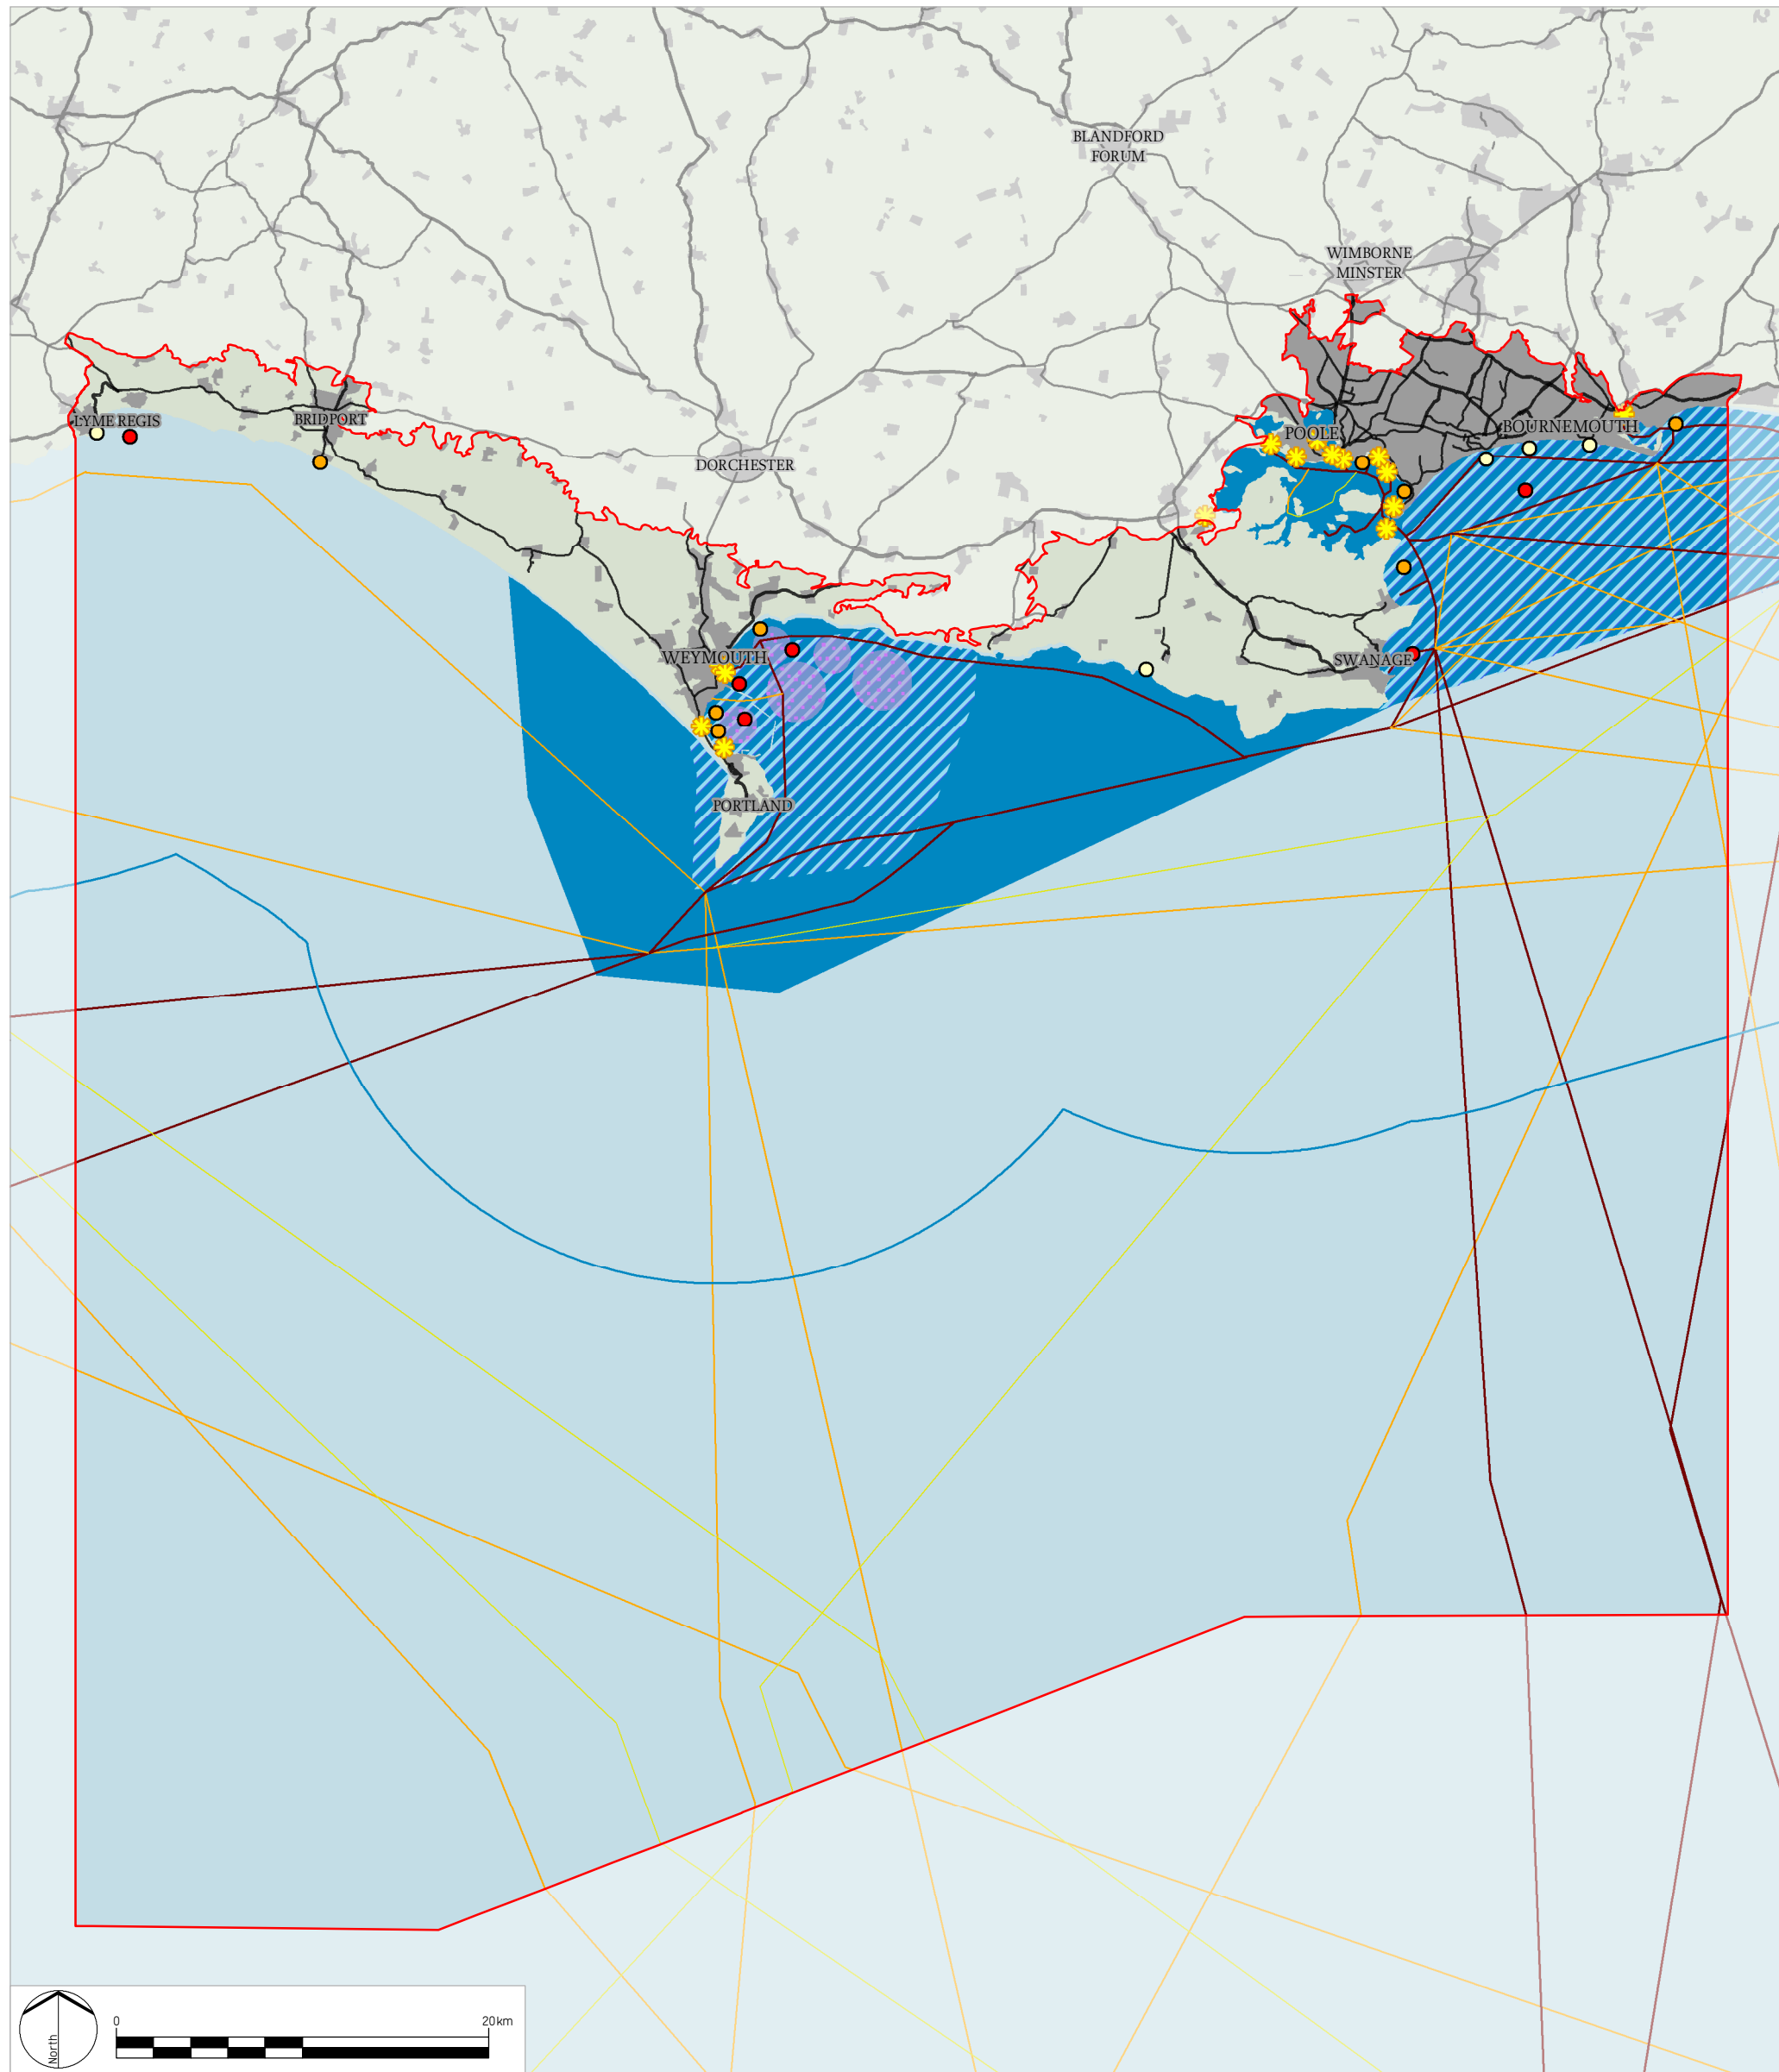 BLANDFORD
FORUM
WIMBORNE
MINSTER
LYME REGIS
BRIDPORT
POOLE
BOURNEMOUTH
DORCHESTER
WEYMOUTH
SWANAGE
PORTLAND
North
0
20km